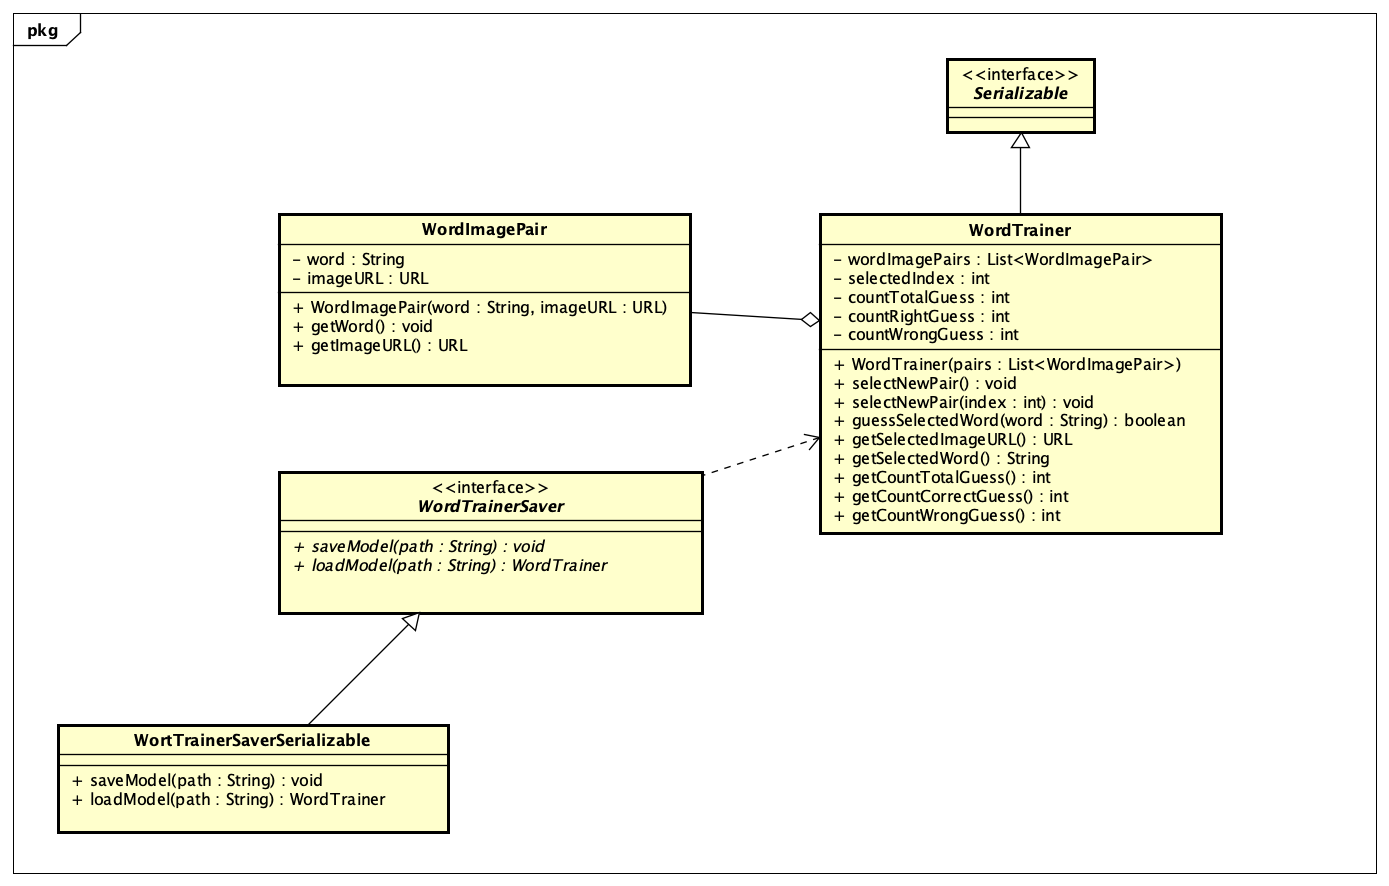 pkg
<<interface>>
Serializable
WordImagePair
- word : String
- imageURL : URL
+ WordImagePair(word : String, imageURL : URL)
+ getWord() : void
+ getImageURL() : URL
WordTrainer
- wordImagePairs : List<WordImagePair>
- selectedIndex : int
- countTotalGuess : int
- countRightGuess : int
- countWrongGuess : int
+ WordTrainer(pairs : List<WordImagePair>)
+ selectNewPair() : void
+ selectNewPair(index : int) : void
+ guessSelectedWord(word : String) : boolean
+ getSelectedImageURL() : URL
+ getSelectedWord() : String
+ getCountTotalGuess() : int
+ getCountCorrectGuess() : int
+ getCountWrongGuess() : int
<<interface>>
WordTrainerSaver
+ saveModel(path : String) : void
+ loadModel(path : String) : WordTrainer
WortTrainerSaverSerializable
+ saveModel(path : String) : void
+ loadModel(path : String) : WordTrainer